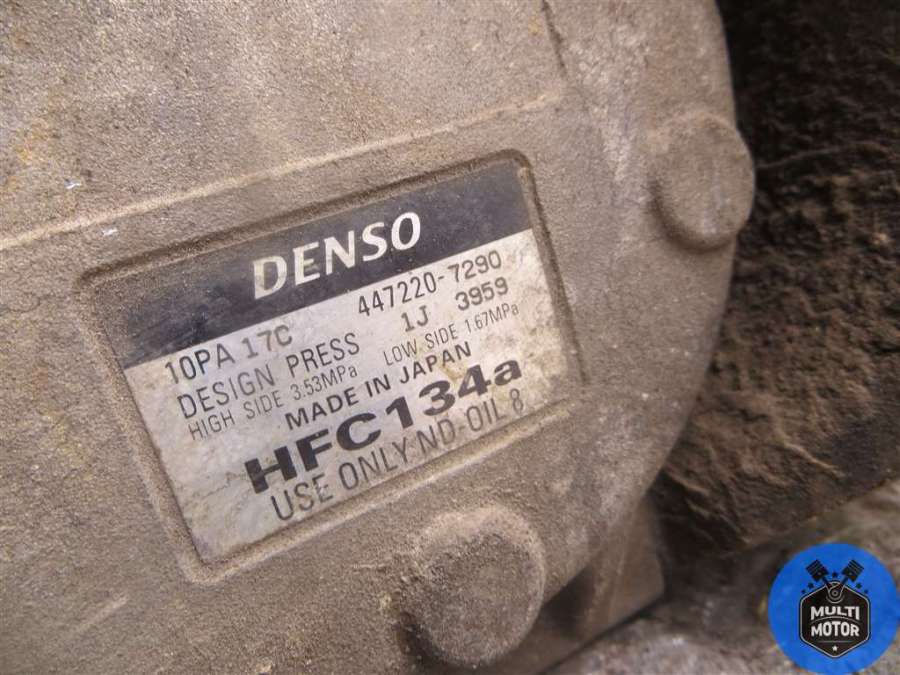 DENSO
10PA 17C 447220-7290
DESIGN PRESS 1J 3959
HIGH SIDE 3.53MPa LOW SIDE 1.67MPa
MADE IN JAPAN
HFC134a
USE ONLY ND-OIL 8
MULTI
MOTOR